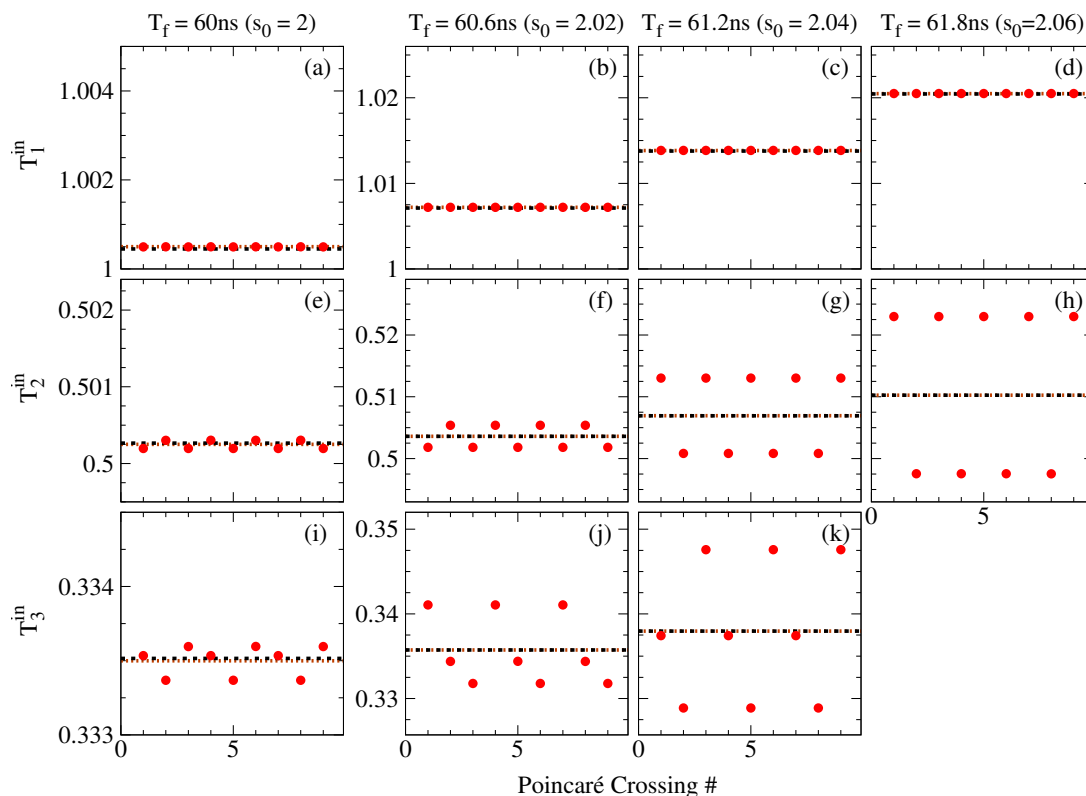 T_f = 60ns (s_0 = 2) T_f = 60.6ns (s_0 = 2.02) T_f = 61.2ns (s_0 = 2.04) T_f = 61.8ns (s_0=2.06)
(a) (b) (c) (d)
1.004 1.02
T_1^in
1.002 1.01
1 1
(e) (f) (g) (h)
0.502 0.52
T_2^in
0.501 0.51
0.5 0.5
0 5
(i) (j) (k)
0.35
0.334 0.34
T_3^in
0.333 0.33
0 5 0 5 0 5
Poincaré Crossing #